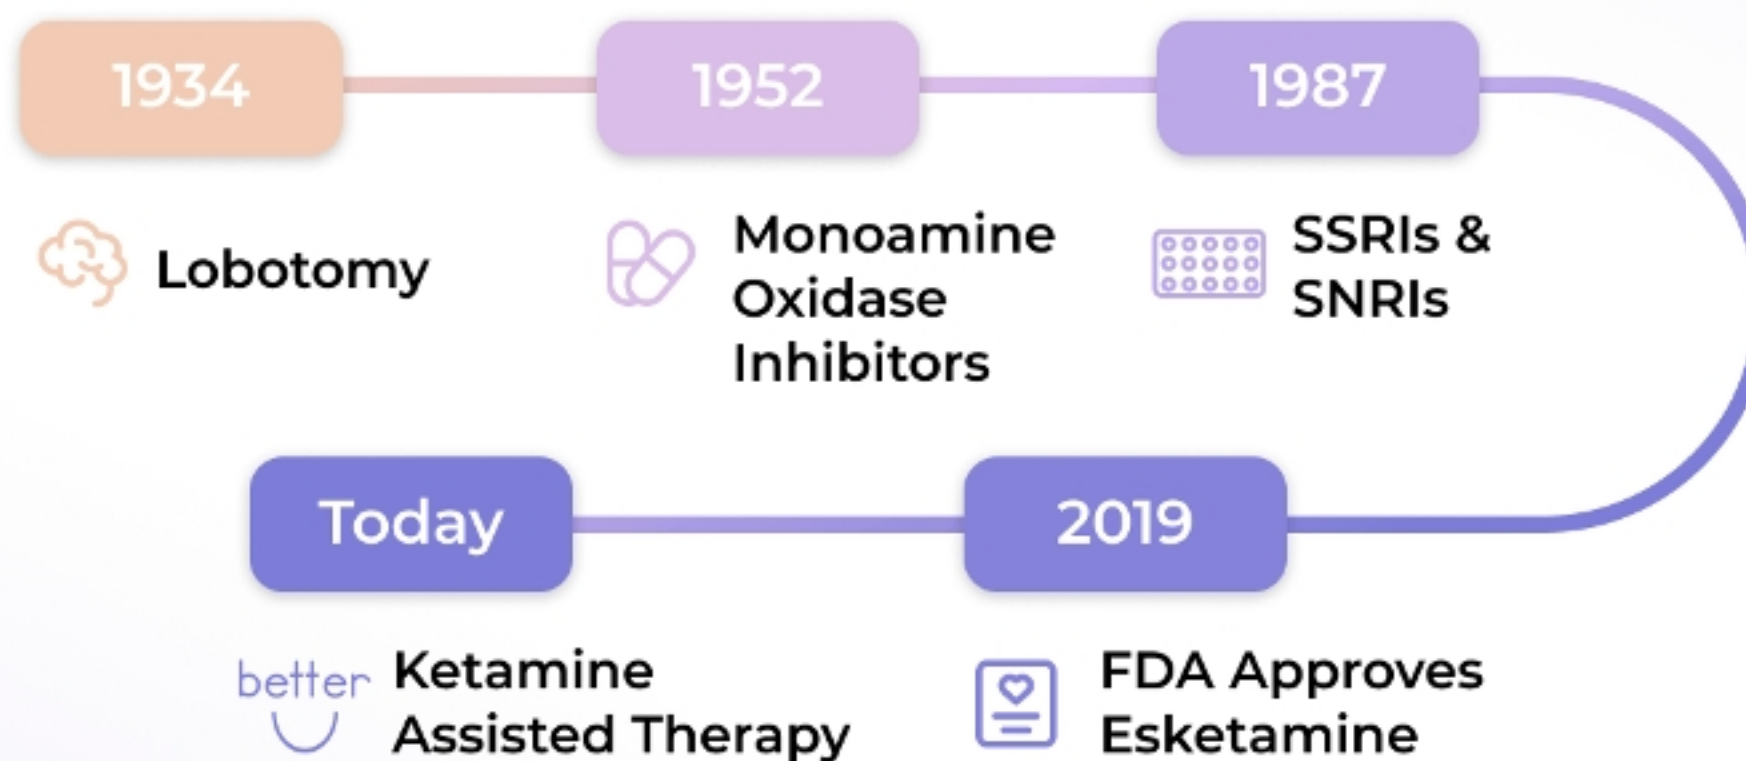 1934
1952
1987
Lobotomy
Monoamine
Oxidase
Inhibitors
SSRIs &
SNRIs
Today
2019
better
Ketamine
Assisted Therapy
FDA Approves
Esketamine